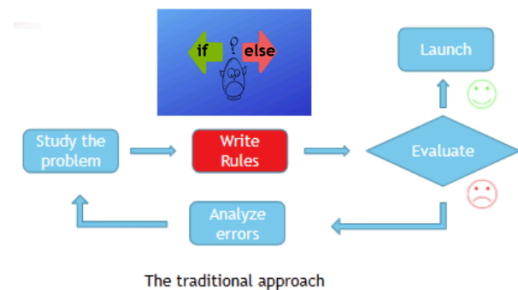 if
?
else
Launch
Study the
problem
Write
Rules
Evaluate
Analyze
errors
The traditional approach